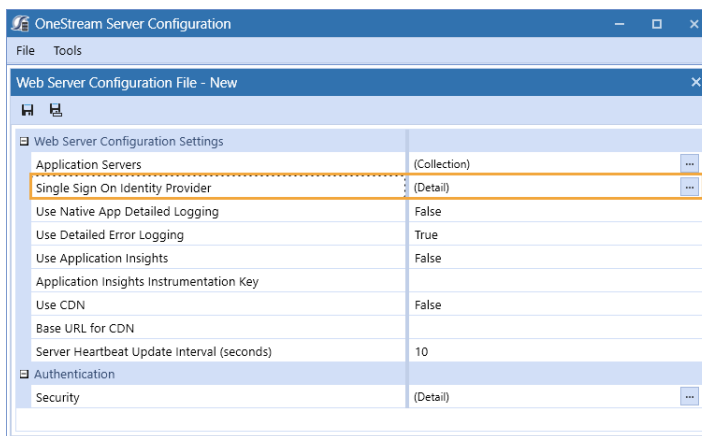 OneStream Server Configuration
File Tools
Web Server Configuration File - New
Web Server Configuration Settings
Application Servers (Collection) ...
Single Sign On Identity Provider (Detail) ...
Use Native App Detailed Logging False
Use Detailed Error Logging True
Use Application Insights False
Application Insights Instrumentation Key
Use CDN False
Base URL for CDN
Server Heartbeat Update Interval (seconds) 10
Authentication
Security (Detail) ...